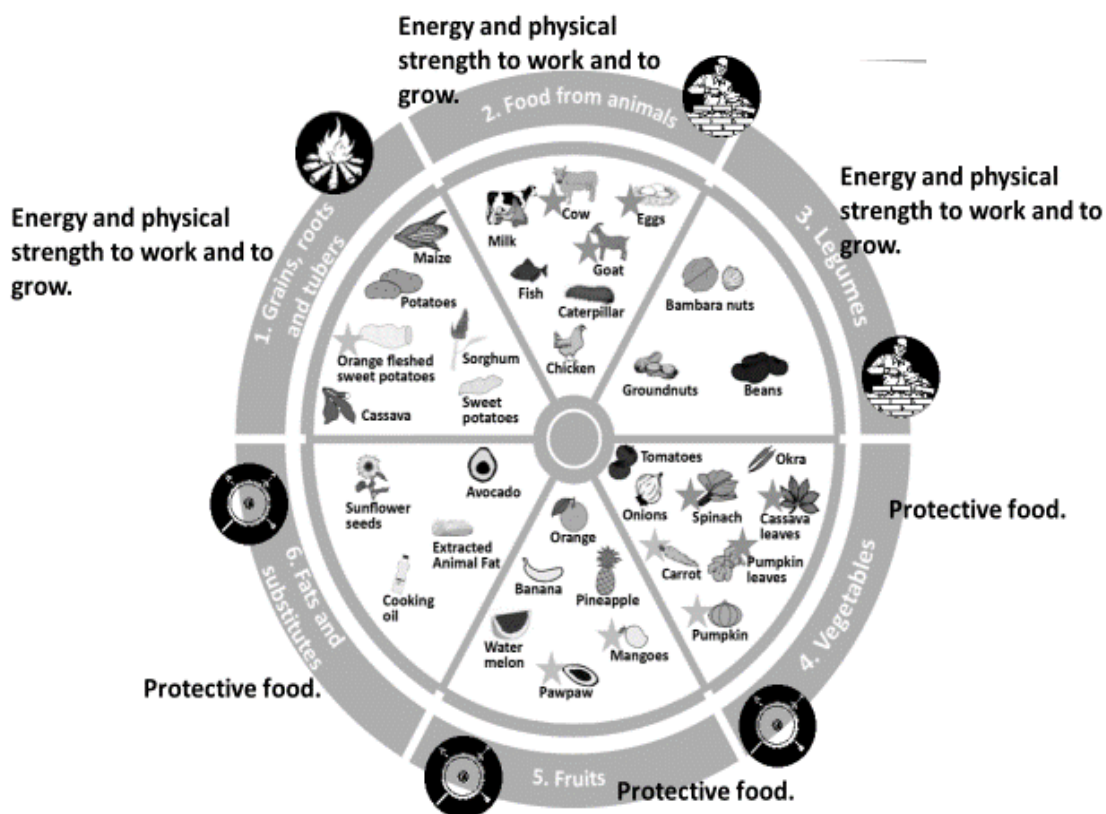 Energy and physical
strength to work and to
grow.
2. Food from animals
Energy and physical
strength to work and to
grow.
3. Legumes
Energy and physical
strength to work and to
grow.
1. Grains, roots
and tubers
Milk
Cow
Eggs
Goat
Fish
Caterpillar
Chicken
Maize
Potatoes
Orange fleshed
sweet potatoes
Sorghum
Cassava
Sweet
potatoes
Bambara nuts
Groundnuts
Beans
Sunflower
seeds
Avocado
Extracted
Animal Fat
Cooking
oil
6. Fats and
substitutes
Protective food.
Orange
Banana
Pineapple
Water
melon
Mangoes
Pawpaw
5. Fruits
Protective food.
Tomatoes
Okra
Onions
Spinach
Cassava
leaves
Carrot
Pumpkin
leaves
Pumpkin
4. Vegetables
Protective food.